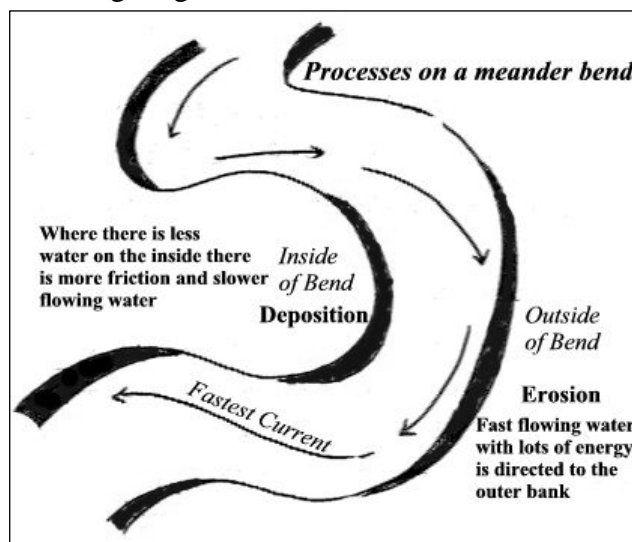 Processes on a meander bend
Where there is less
water on the inside there
is more friction and slower
flowing water
Inside
of Bend
Deposition
Outside
of Bend
Erosion
Fast flowing water
with lots of energy
is directed to the
outer bank
Fastest Current